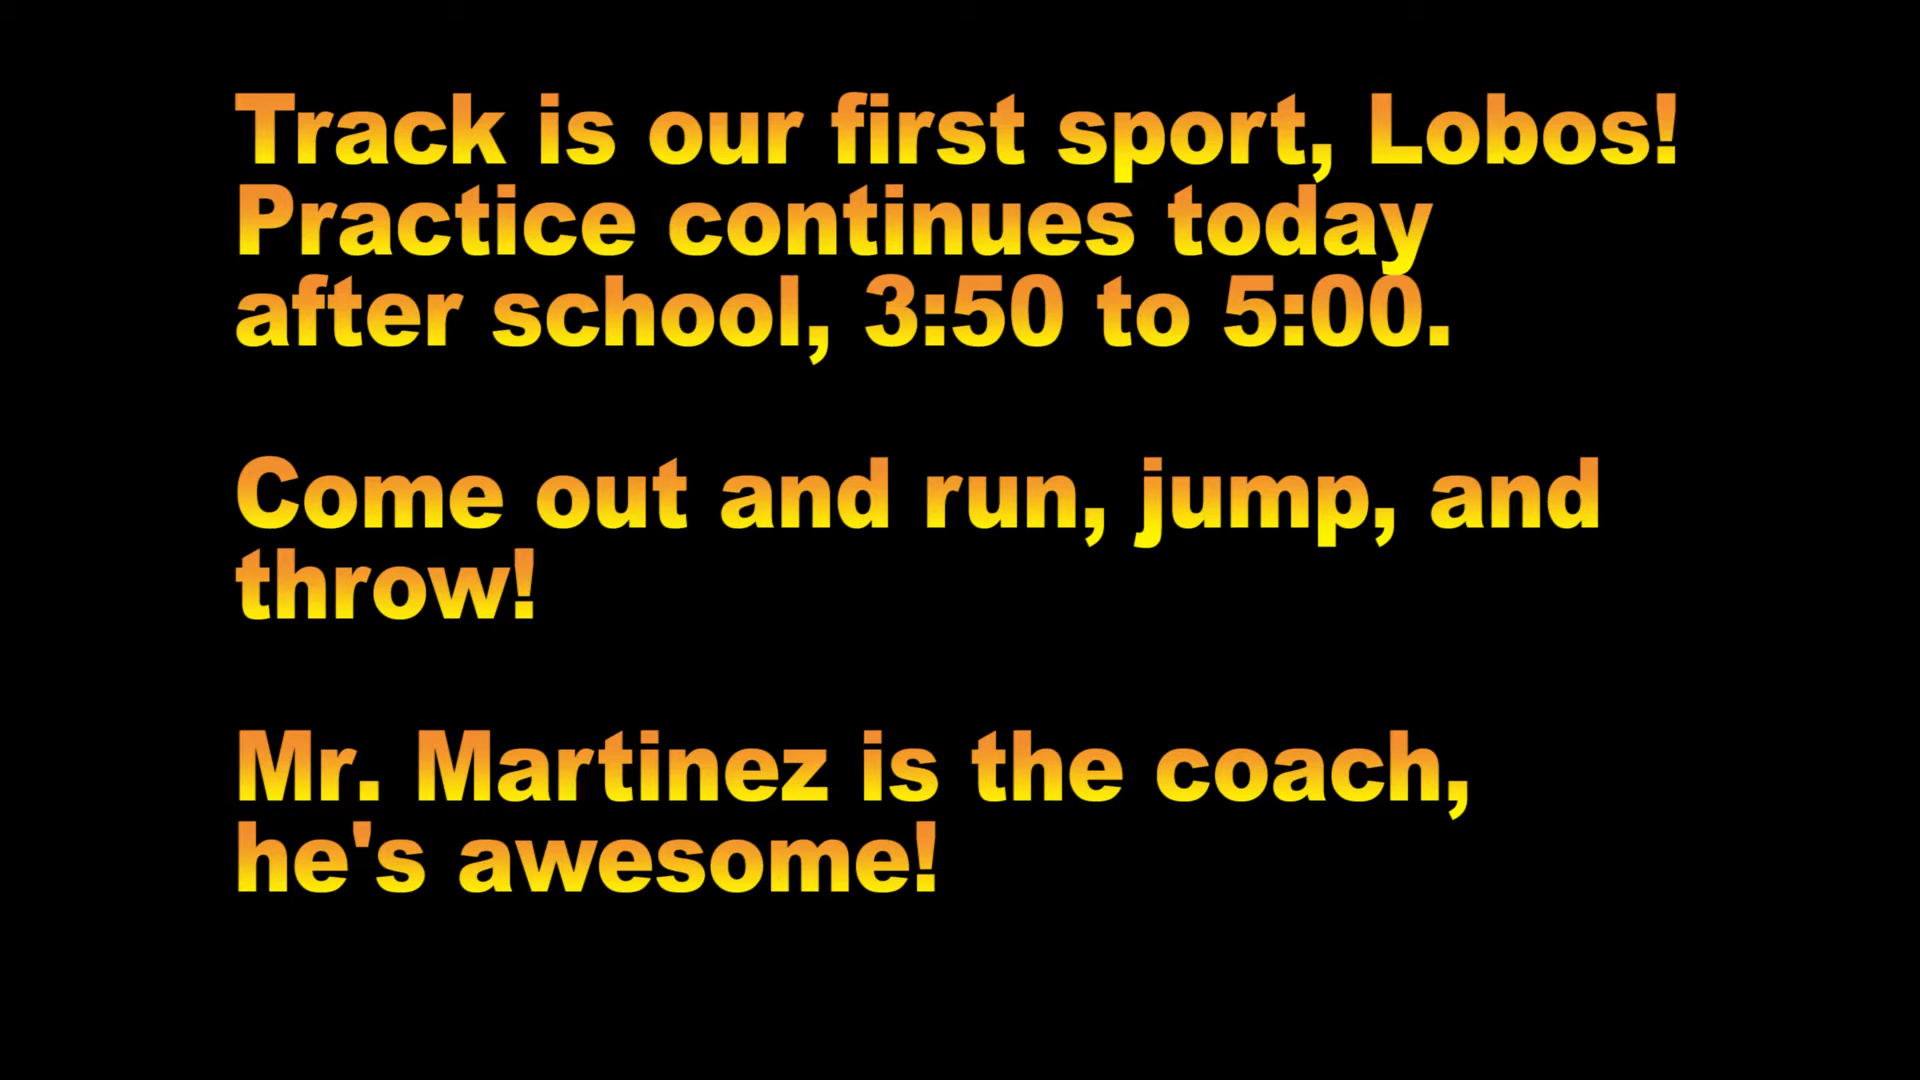 Track is our first sport, Lobos!
Practice continues today
after school, 3:50 to 5:00.
Come out and run, jump, and
throw!
Mr. Martinez is the coach,
he's awesome!